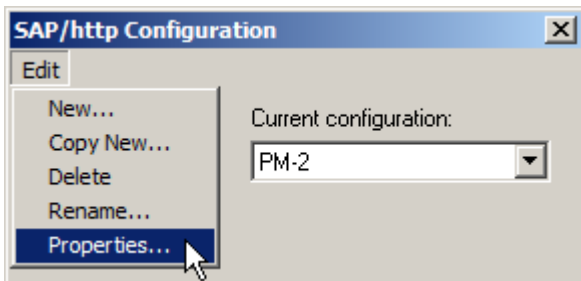 SAP/http Configuration
Edit
New...
Copy New...
Delete
Rename...
Properties...
Current configuration:
PM-2